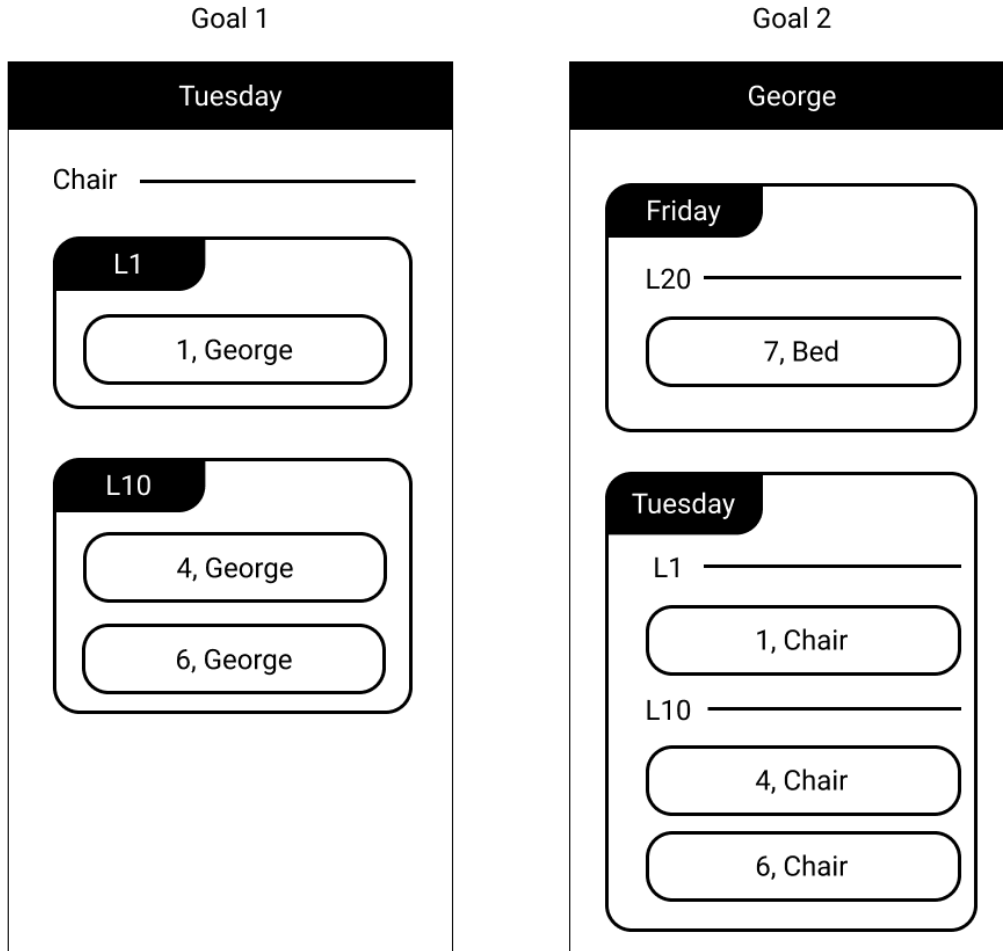 Goal 1
Tuesday
Chair
L1
1, George
L10
4, George
6, George
Goal 2
George
Friday
L20
7, Bed
Tuesday
L1
1, Chair
L10
4, Chair
6, Chair